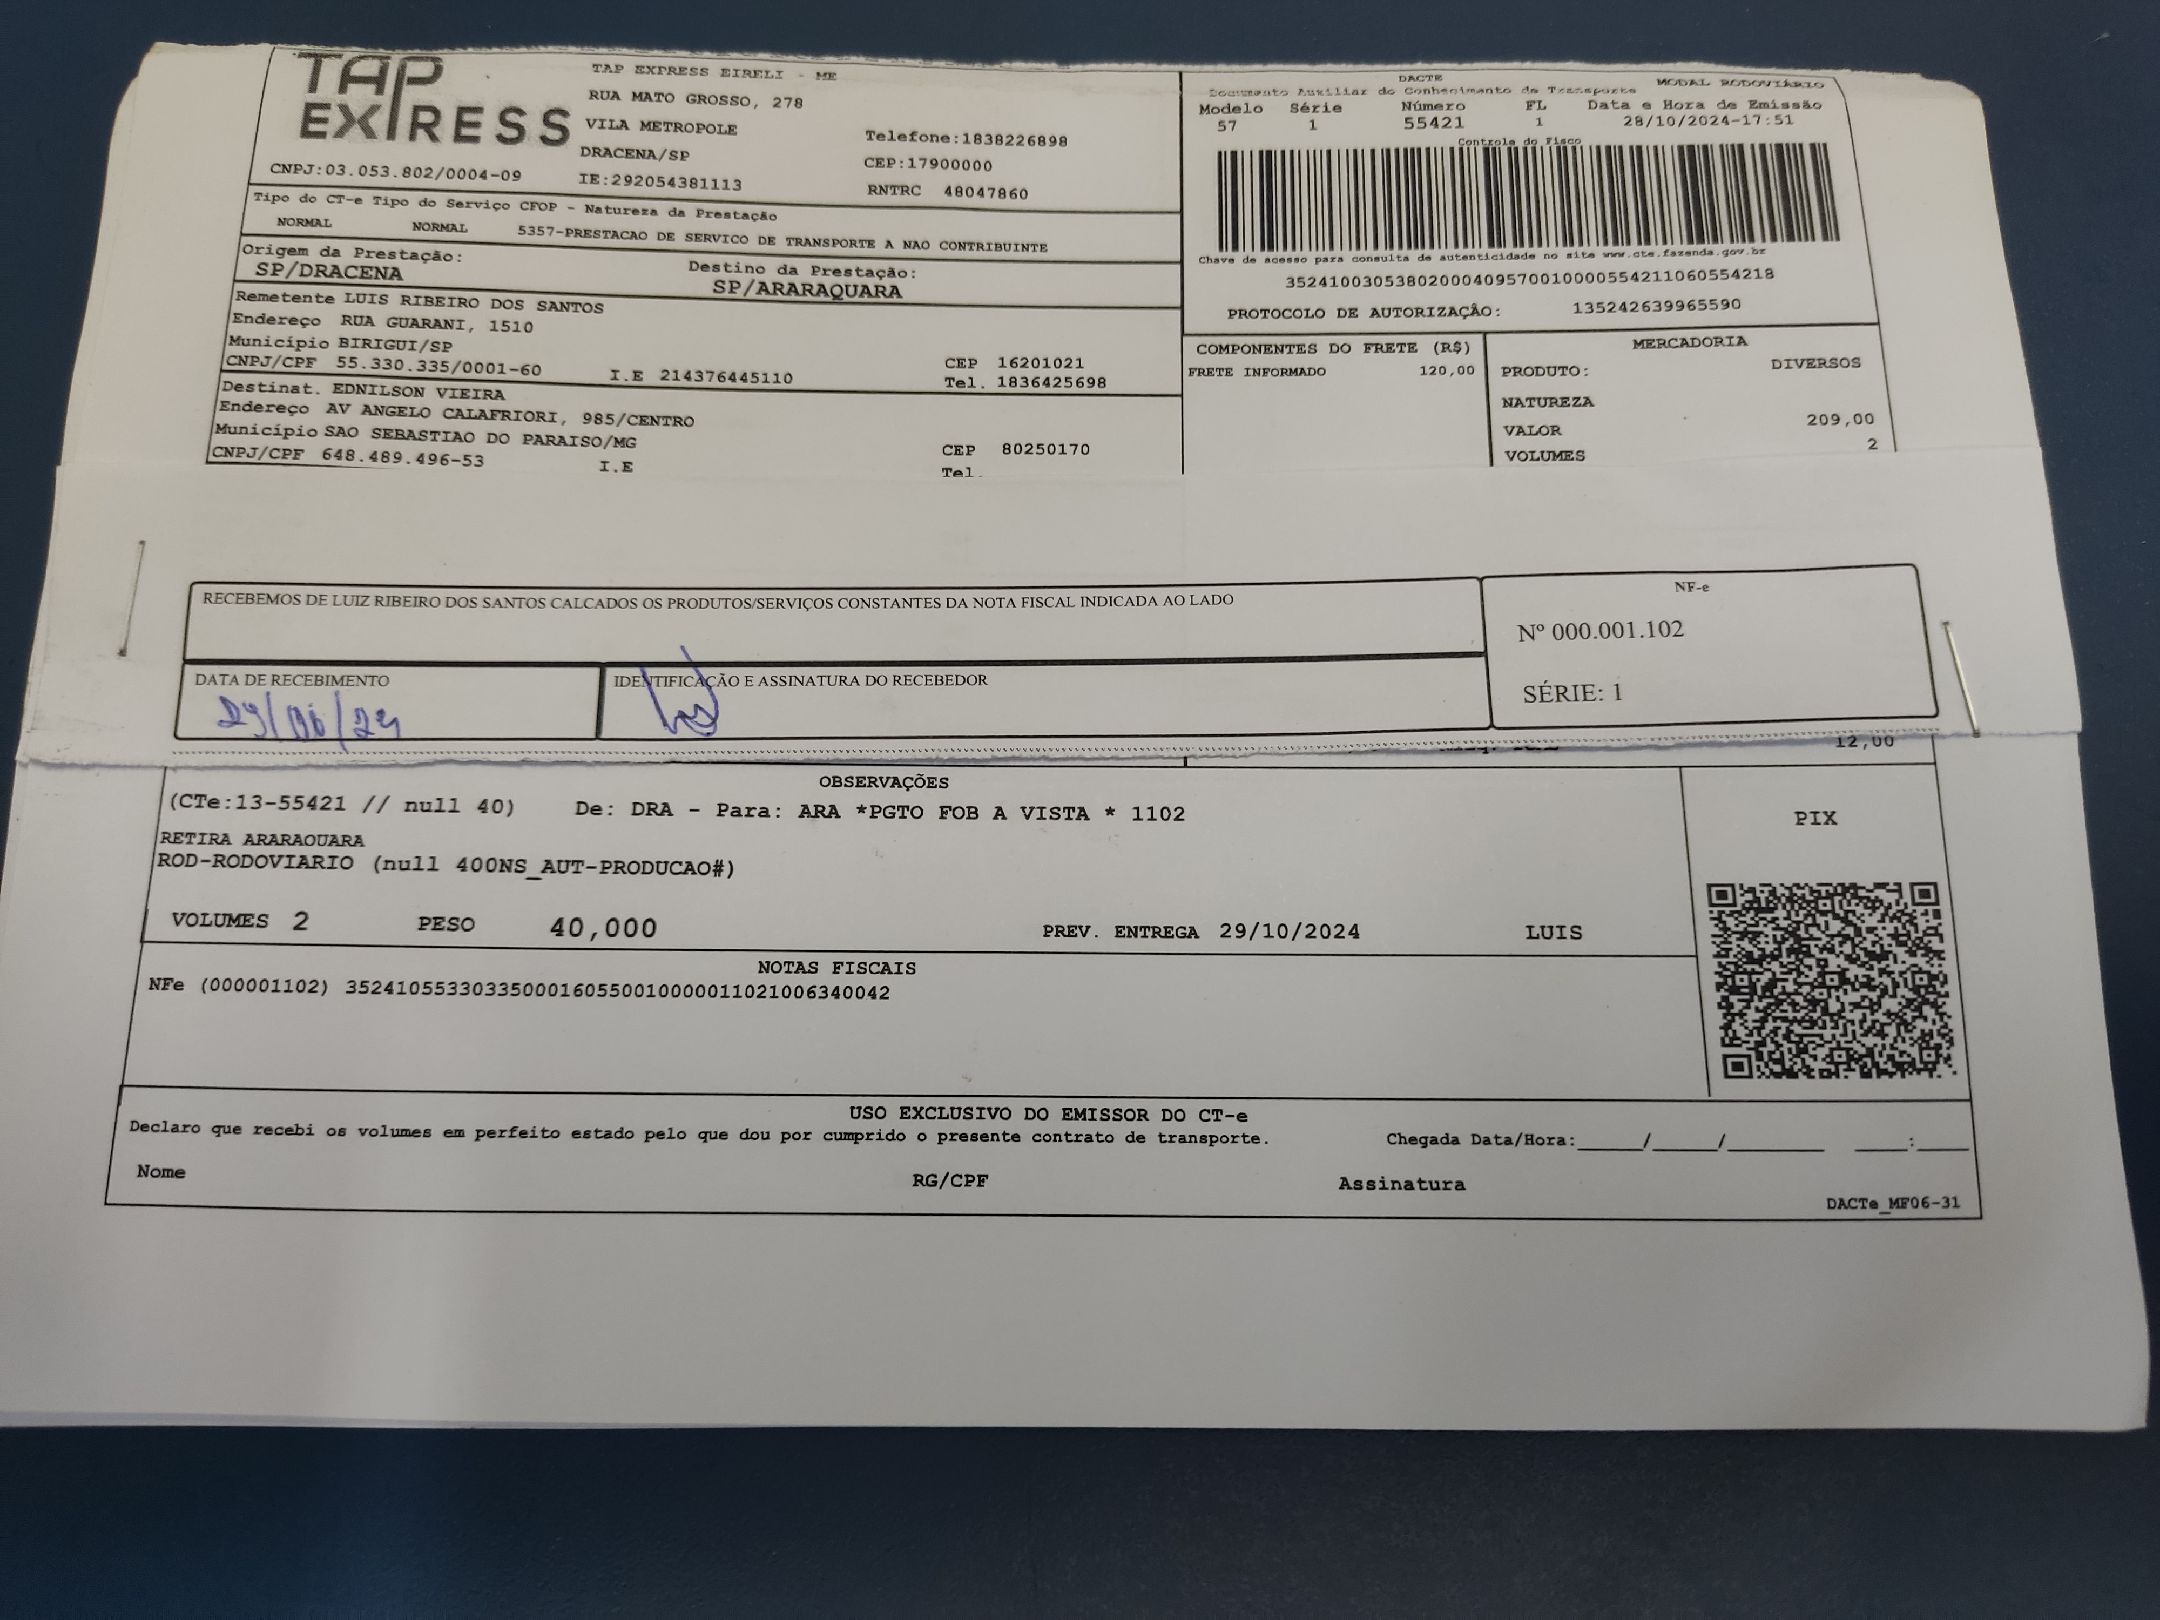 TAP EXPRESS
TAP EXPRESS EIRELI - ME
RUA MATO GROSSO, 278
VILA METROPOLE
DRACENA/SP
Telefone:1838226898
CEP:17900000
CNPJ:03.053.802/0004-09
IE:292054381113
RNTRC 48047860
Tipo do CT-e Tipo do Serviço CFOP - Natureza da Prestação
NORMAL NORMAL 5357-PRESTACAO DE SERVICO DE TRANSPORTE A NAO CONTRIBUINTE
Origem da Prestação:
SP/DRACENA
Destino da Prestação:
SP/ARARAQUARA
Remetente LUIS RIBEIRO DOS SANTOS
Endereço RUA GUARANI, 1510
Município BIRIGUI/SP
CEP 16201021
CNPJ/CPF 55.330.335/0001-60 I.E 214376445110 Tel. 1836425698
Destinat. EDNILSON VIEIRA
Endereço AV ANGELO CALAFRIORI, 985/CENTRO
Município SAO SEBASTIAO DO PARAISO/MG CEP 80250170
CNPJ/CPF 648.489.496-53 I.E Tel.
DACTE MODAL RODOVIÁRIO
Documento Auxiliar do Conhecimento de Transporte
Modelo Série Número FL Data e Hora de Emissão
57 1 55421 1 28/10/2024-17:51
Controle do Fisco
Chave de acesso para consulta de autenticidade no site www.cte.fazenda.gov.br
35241003053802000409570010000554211060554218
PROTOCOLO DE AUTORIZAÇÃO: 135242639965590
COMPONENTES DO FRETE (R$)
FRETE INFORMADO 120,00
MERCADORIA
PRODUTO: DIVERSOS
NATUREZA
VALOR 209,00
VOLUMES 2
RECEBEMOS DE LUIZ RIBEIRO DOS SANTOS CALCADOS OS PRODUTOS/SERVIÇOS CONSTANTES DA NOTA FISCAL INDICADA AO LADO
NF-e
Nº 000.001.102
SÉRIE: 1
DATA DE RECEBIMENTO
IDENTIFICAÇÃO E ASSINATURA DO RECEBEDOR
12,00
OBSERVAÇÕES
(CTe:13-55421 // null 40) De: DRA - Para: ARA *PGTO FOB A VISTA * 1102
RETIRA ARARAQUARA
ROD-RODOVIARIO (null 400NS_AUT-PRODUCAO#)
VOLUMES 2 PESO 40,000 PREV. ENTREGA 29/10/2024 LUIS
PIX
NOTAS FISCAIS
NFe (000001102) 35241055330335000160550010000011021006340042
USO EXCLUSIVO DO EMISSOR DO CT-e
Declaro que recebi os volumes em perfeito estado pelo que dou por cumprido o presente contrato de transporte.
Chegada Data/Hora:_____/_____/_______ ____:____
Nome RG/CPF Assinatura
DACTe_MF06-31